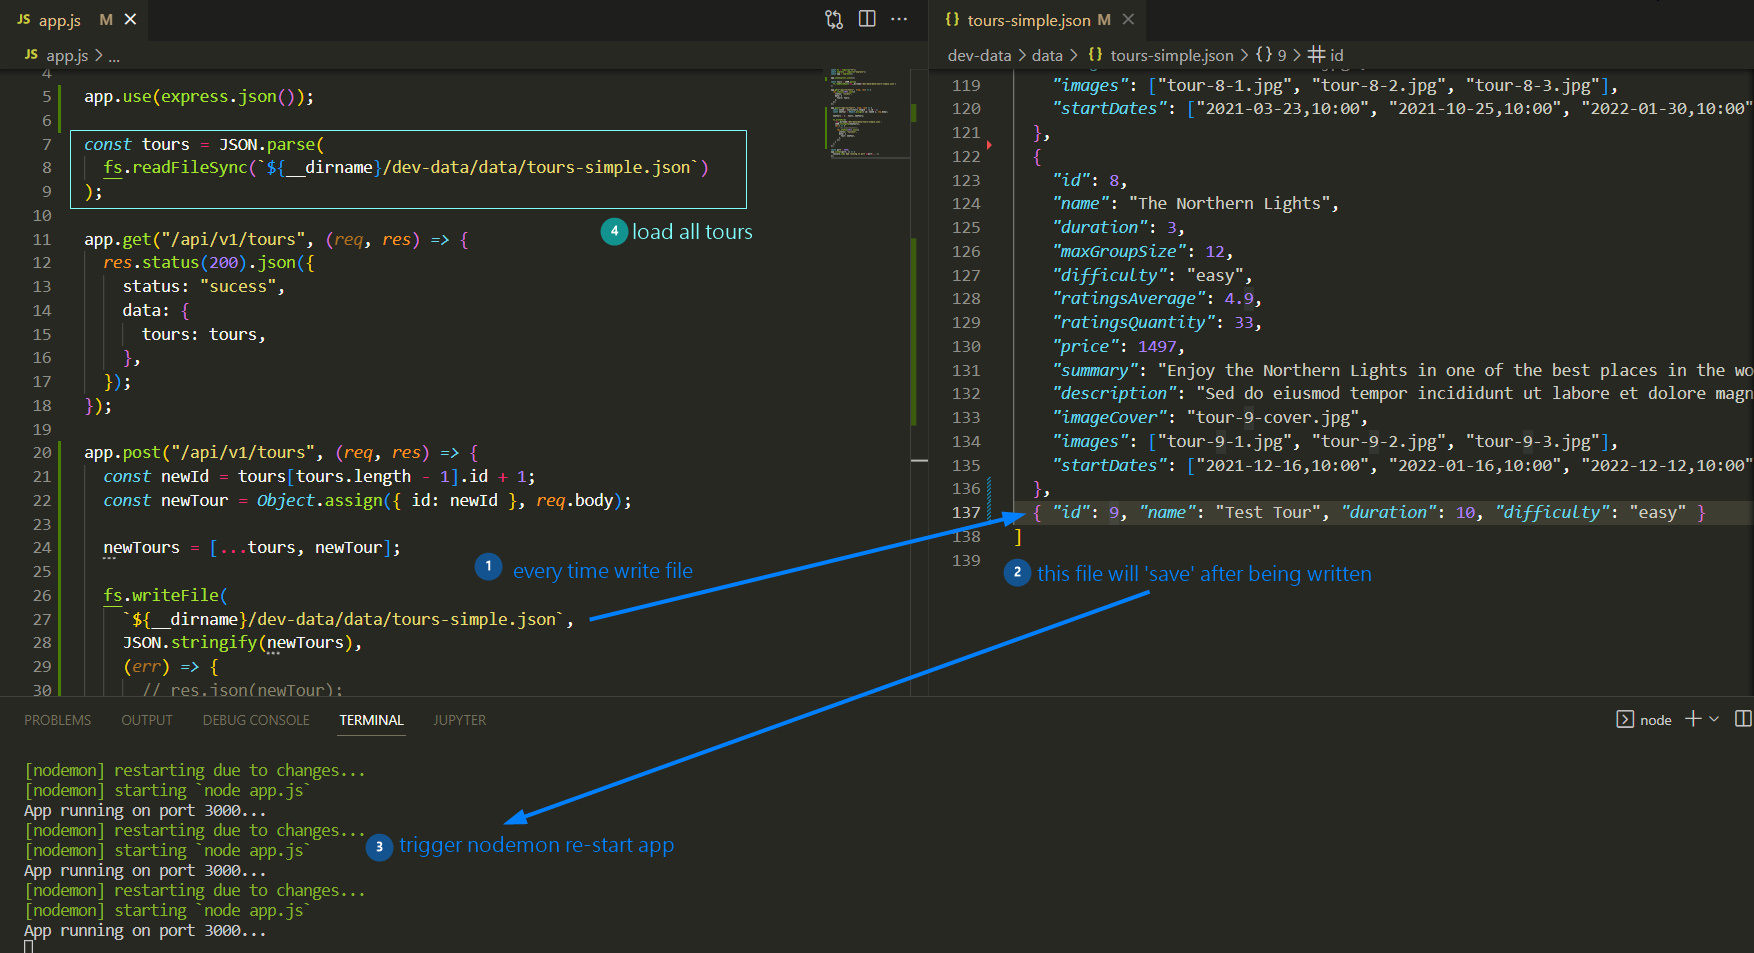 JS app.js M
JS app.js > ...
4
5 app.use(express.json());
6
7 const tours = JSON.parse(
8 fs.readFileSync(`${__dirname}/dev-data/data/tours-simple.json`)
9 );
10
4 load all tours
11 app.get("/api/v1/tours", (req, res) => {
12 res.status(200).json({
13 status: "sucess",
14 data: {
15 tours: tours,
16 },
17 });
18 });
19
20 app.post("/api/v1/tours", (req, res) => {
21 const newId = tours[tours.length - 1].id + 1;
22 const newTour = Object.assign({ id: newId }, req.body);
23
24 newTours = [...tours, newTour];
25
1 every time write file
26 fs.writeFile(
27 `${__dirname}/dev-data/data/tours-simple.json`,
28 JSON.stringify(newTours),
29 (err) => {
30 // res.json(newTour);
{} tours-simple.json M
dev-data > data > {} tours-simple.json > {} 9 > # id
119 "images": ["tour-8-1.jpg", "tour-8-2.jpg", "tour-8-3.jpg"],
120 "startDates": ["2021-03-23,10:00", "2021-10-25,10:00", "2022-01-30,10:00"
121 },
122 {
123 "id": 8,
124 "name": "The Northern Lights",
125 "duration": 3,
126 "maxGroupSize": 12,
127 "difficulty": "easy",
128 "ratingsAverage": 4.9,
129 "ratingsQuantity": 33,
130 "price": 1497,
131 "summary": "Enjoy the Northern Lights in one of the best places in the wo
132 "description": "Sed do eiusmod tempor incididunt ut labore et dolore magn
133 "imageCover": "tour-9-cover.jpg",
134 "images": ["tour-9-1.jpg", "tour-9-2.jpg", "tour-9-3.jpg"],
135 "startDates": ["2021-12-16,10:00", "2022-01-16,10:00", "2022-12-12,10:00"
136 },
137 { "id": 9, "name": "Test Tour", "duration": 10, "difficulty": "easy" }
138 ]
139
2 this file will 'save' after being written
PROBLEMS OUTPUT DEBUG CONSOLE TERMINAL JUPYTER
node
[nodemon] restarting due to changes...
[nodemon] starting `node app.js`
App running on port 3000...
[nodemon] restarting due to changes...
[nodemon] starting `node app.js`
3 trigger nodemon re-start app
App running on port 3000...
[nodemon] restarting due to changes...
[nodemon] starting `node app.js`
App running on port 3000...